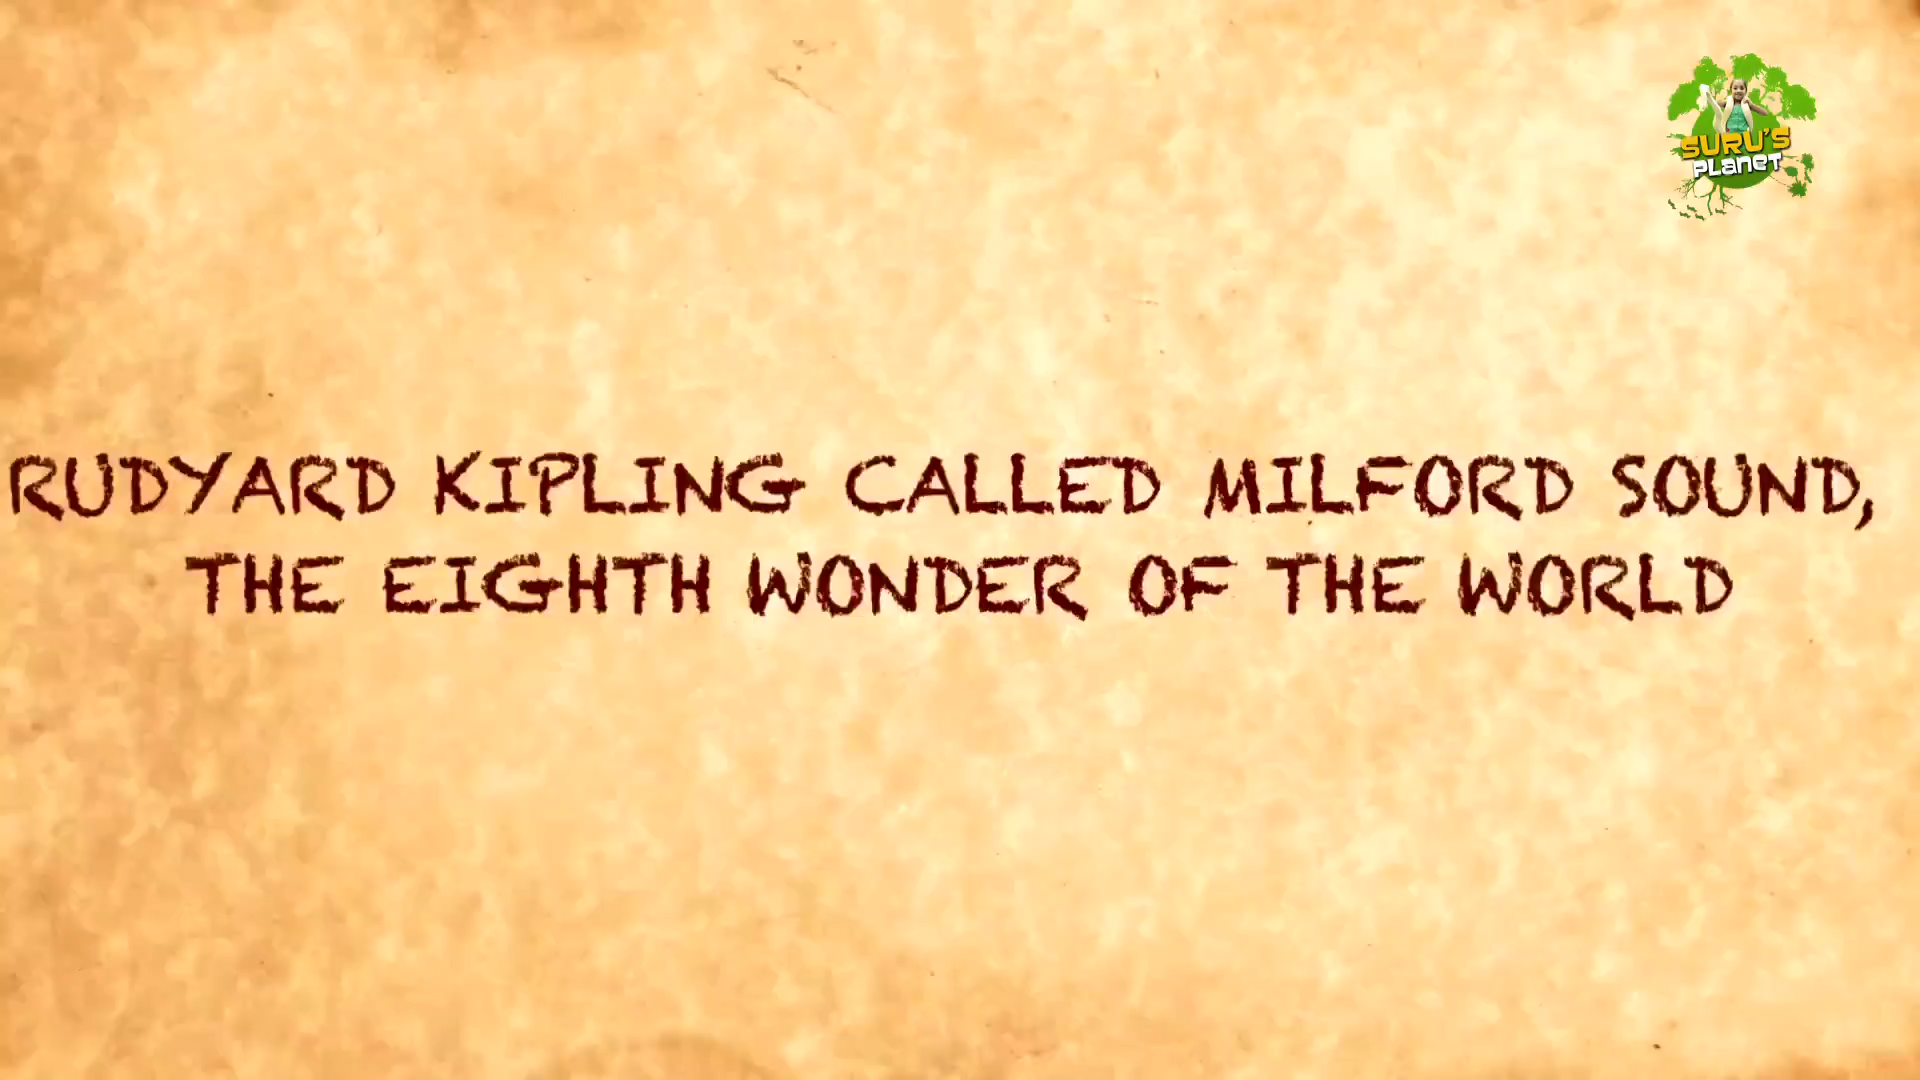 SURU'S
PLANET
RUDYARD KIPLING CALLED MILFORD SOUND,
THE EIGHTH WONDER OF THE WORLD